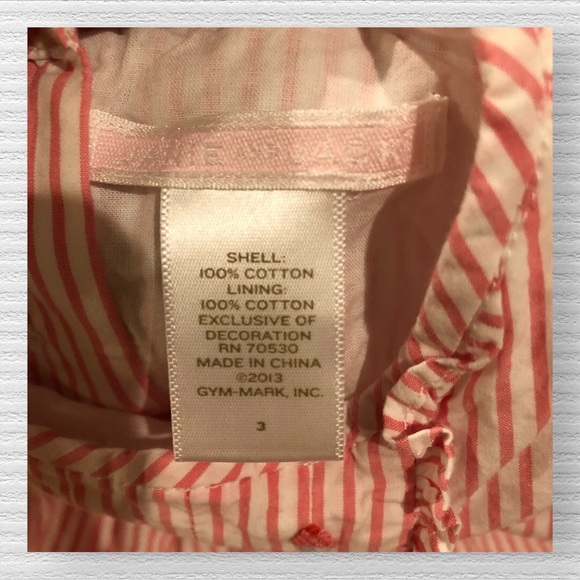 SHELL:
100% COTTON
LINING:
100% COTTON
EXCLUSIVE OF
DECORATION
RN 70530
MADE IN CHINA
©2013
GYM-MARK, INC.
3